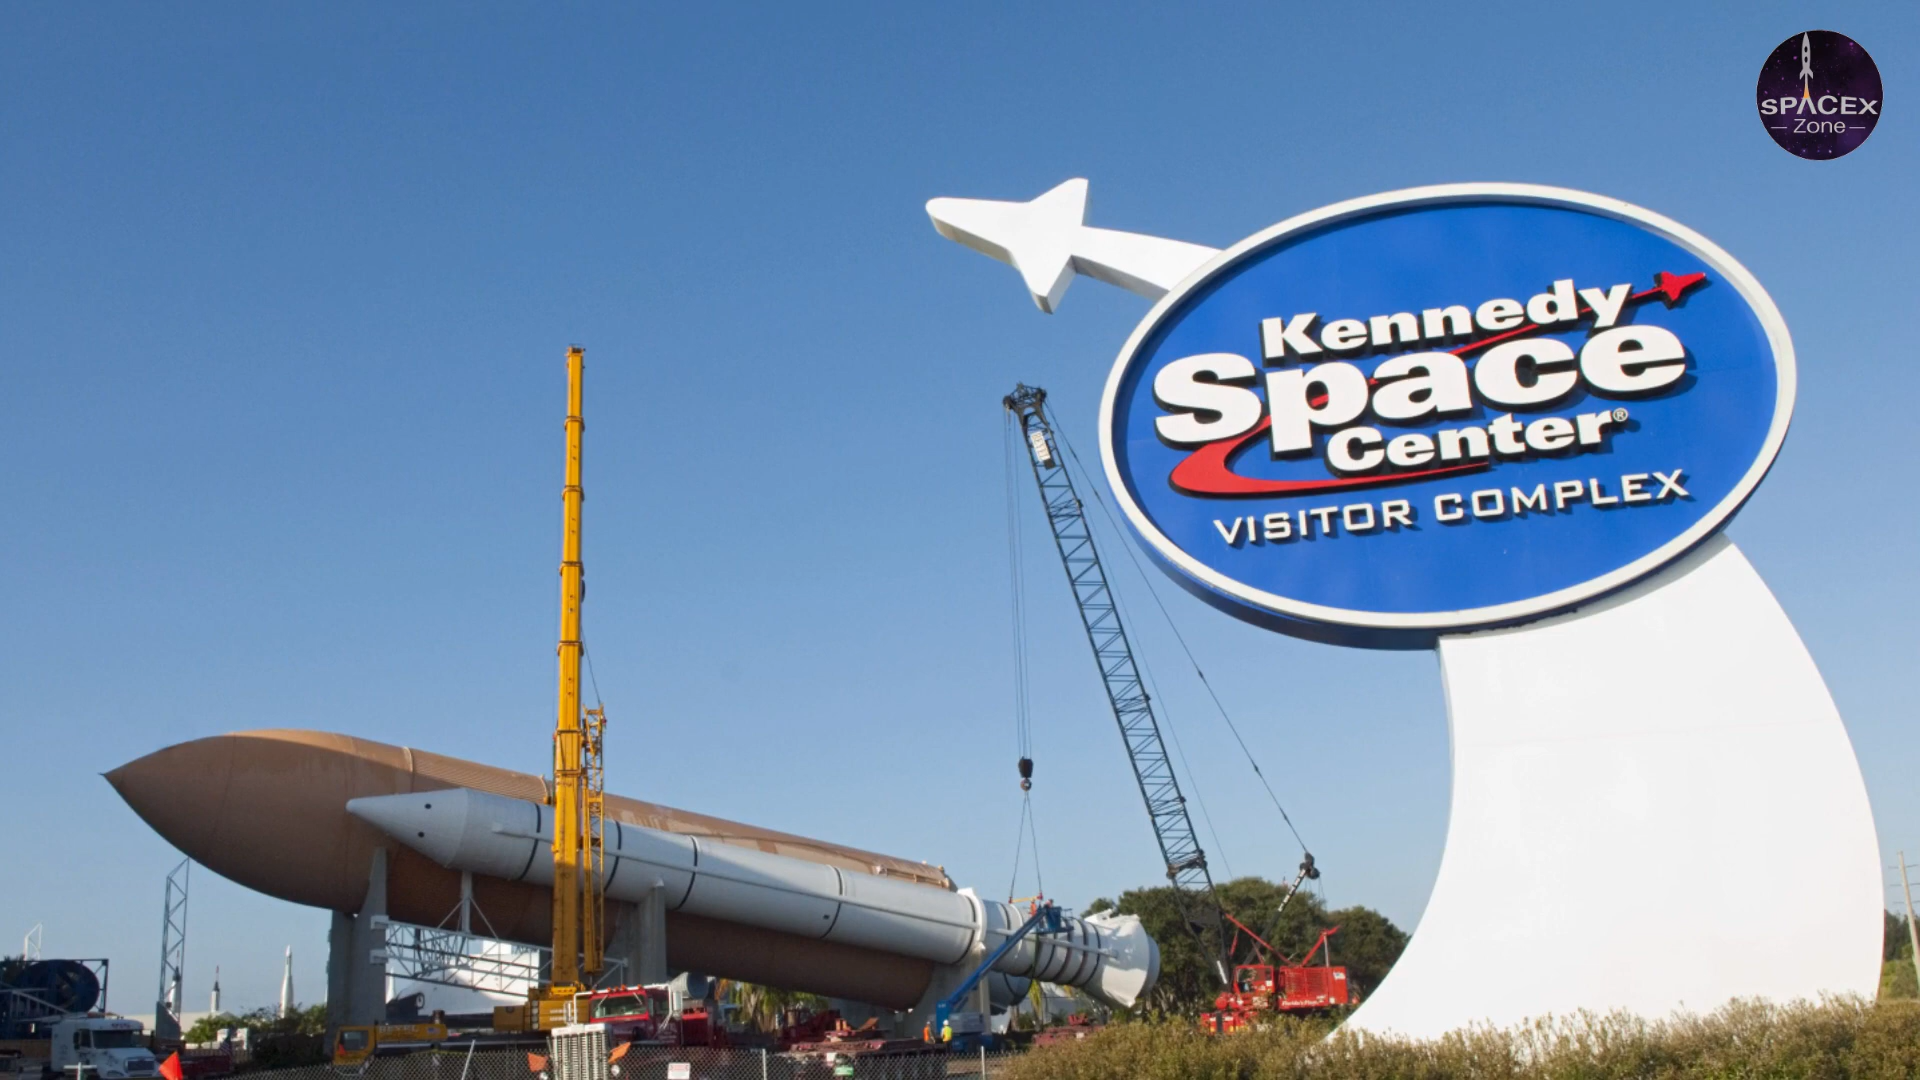 SPACEX
Zone
Kennedy
Space
Center®
VISITOR COMPLEX